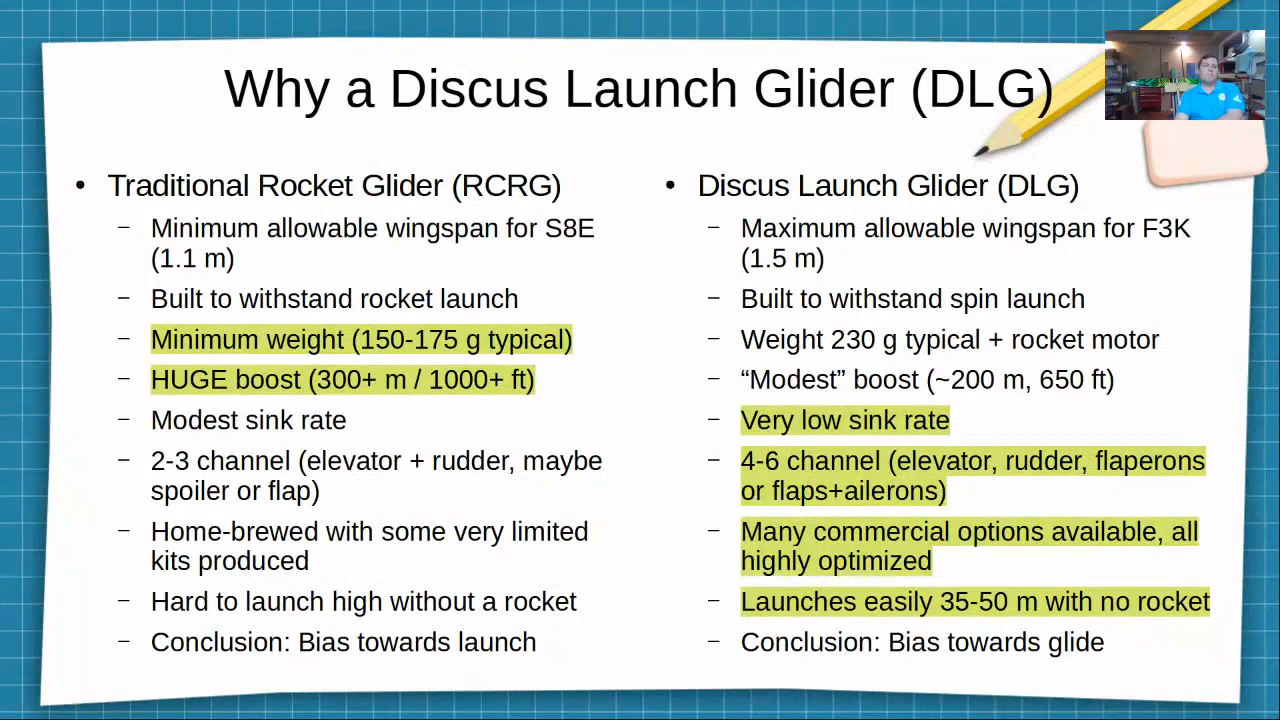 Why a Discus Launch Glider (DLG)
• Traditional Rocket Glider (RCRG)
– Minimum allowable wingspan for S8E
(1.1 m)
– Built to withstand rocket launch
– Minimum weight (150-175 g typical)
– HUGE boost (300+ m / 1000+ ft)
– Modest sink rate
– 2-3 channel (elevator + rudder, maybe
spoiler or flap)
– Home-brewed with some very limited
kits produced
– Hard to launch high without a rocket
– Conclusion: Bias towards launch
• Discus Launch Glider (DLG)
– Maximum allowable wingspan for F3K
(1.5 m)
– Built to withstand spin launch
– Weight 230 g typical + rocket motor
– “Modest” boost (~200 m, 650 ft)
– Very low sink rate
– 4-6 channel (elevator, rudder, flaperons
or flaps+ailerons)
– Many commercial options available, all
highly optimized
– Launches easily 35-50 m with no rocket
– Conclusion: Bias towards glide